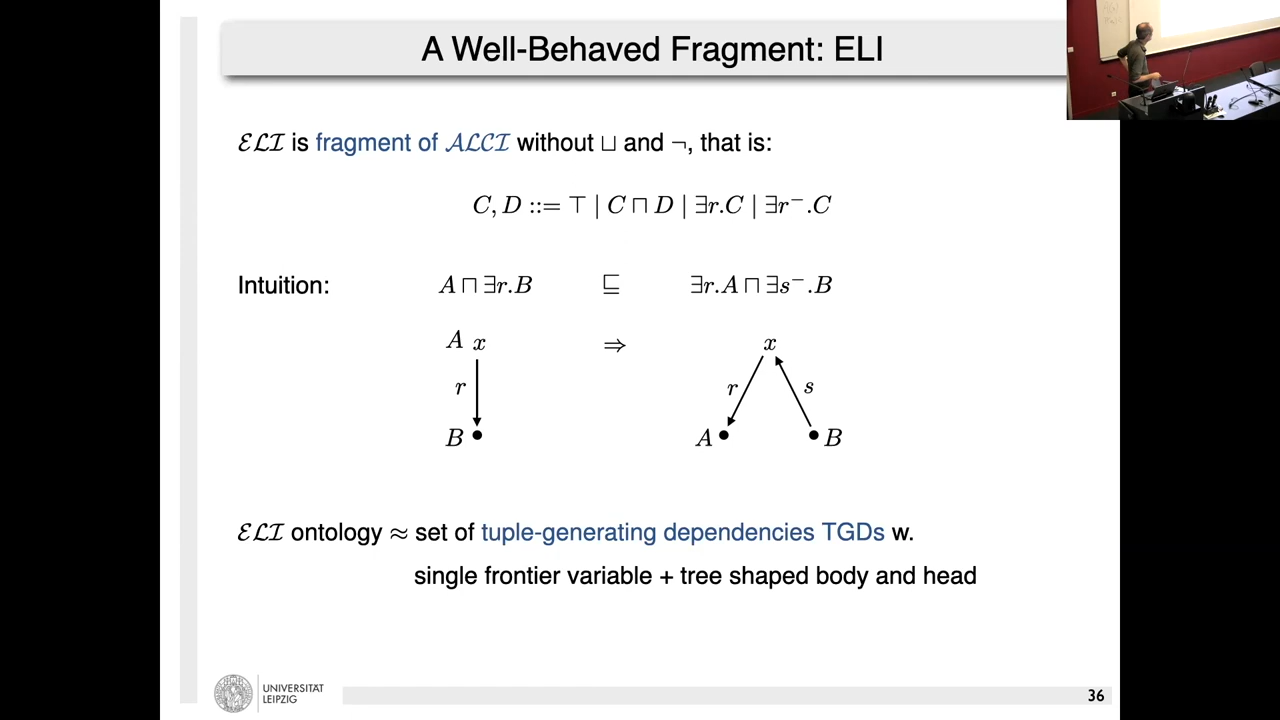 A Well-Behaved Fragment: ELI
ℰℒℐ is fragment of 𝒜ℒ𝒞ℐ without ⊔ and ¬, that is:
C, D ::= ⊤ | C ⊓ D | ∃r.C | ∃r⁻.C
Intuition: A ⊓ ∃r.B ⊑ ∃r.A ⊓ ∃s⁻.B
A x ⇒ x
r r s
B A B
ℰℒℐ ontology ≈ set of tuple-generating dependencies TGDs w.
single frontier variable + tree shaped body and head
UNIVERSITÄT
LEIPZIG
36